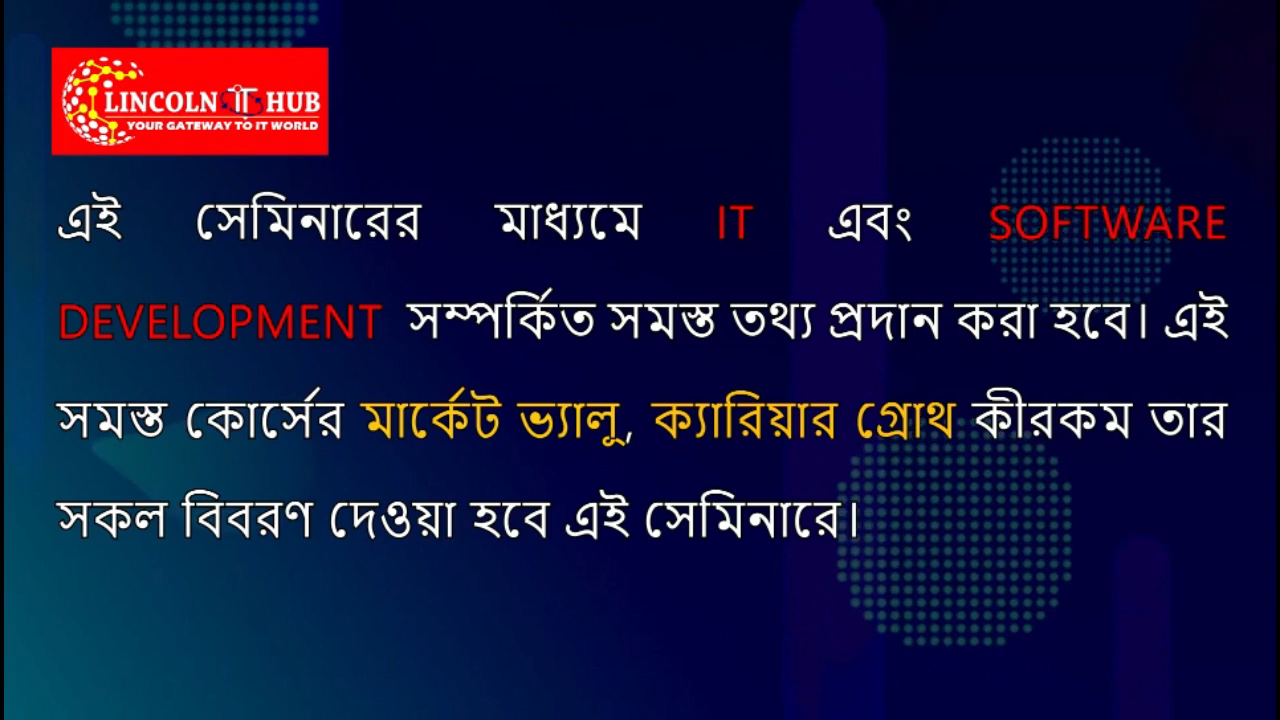 LINCOLN IT HUB
YOUR GATEWAY TO IT WORLD
এই সেমিনারের মাধ্যমে IT এবং SOFTWARE
DEVELOPMENT সম্পর্কিত সমস্ত তথ্য প্রদান করা হবে। এই
সমস্ত কোর্সের মার্কেট ভ্যালু, ক্যারিয়ার গ্রোথ কীরকম তার
সকল বিবরণ দেওয়া হবে এই সেমিনারে।